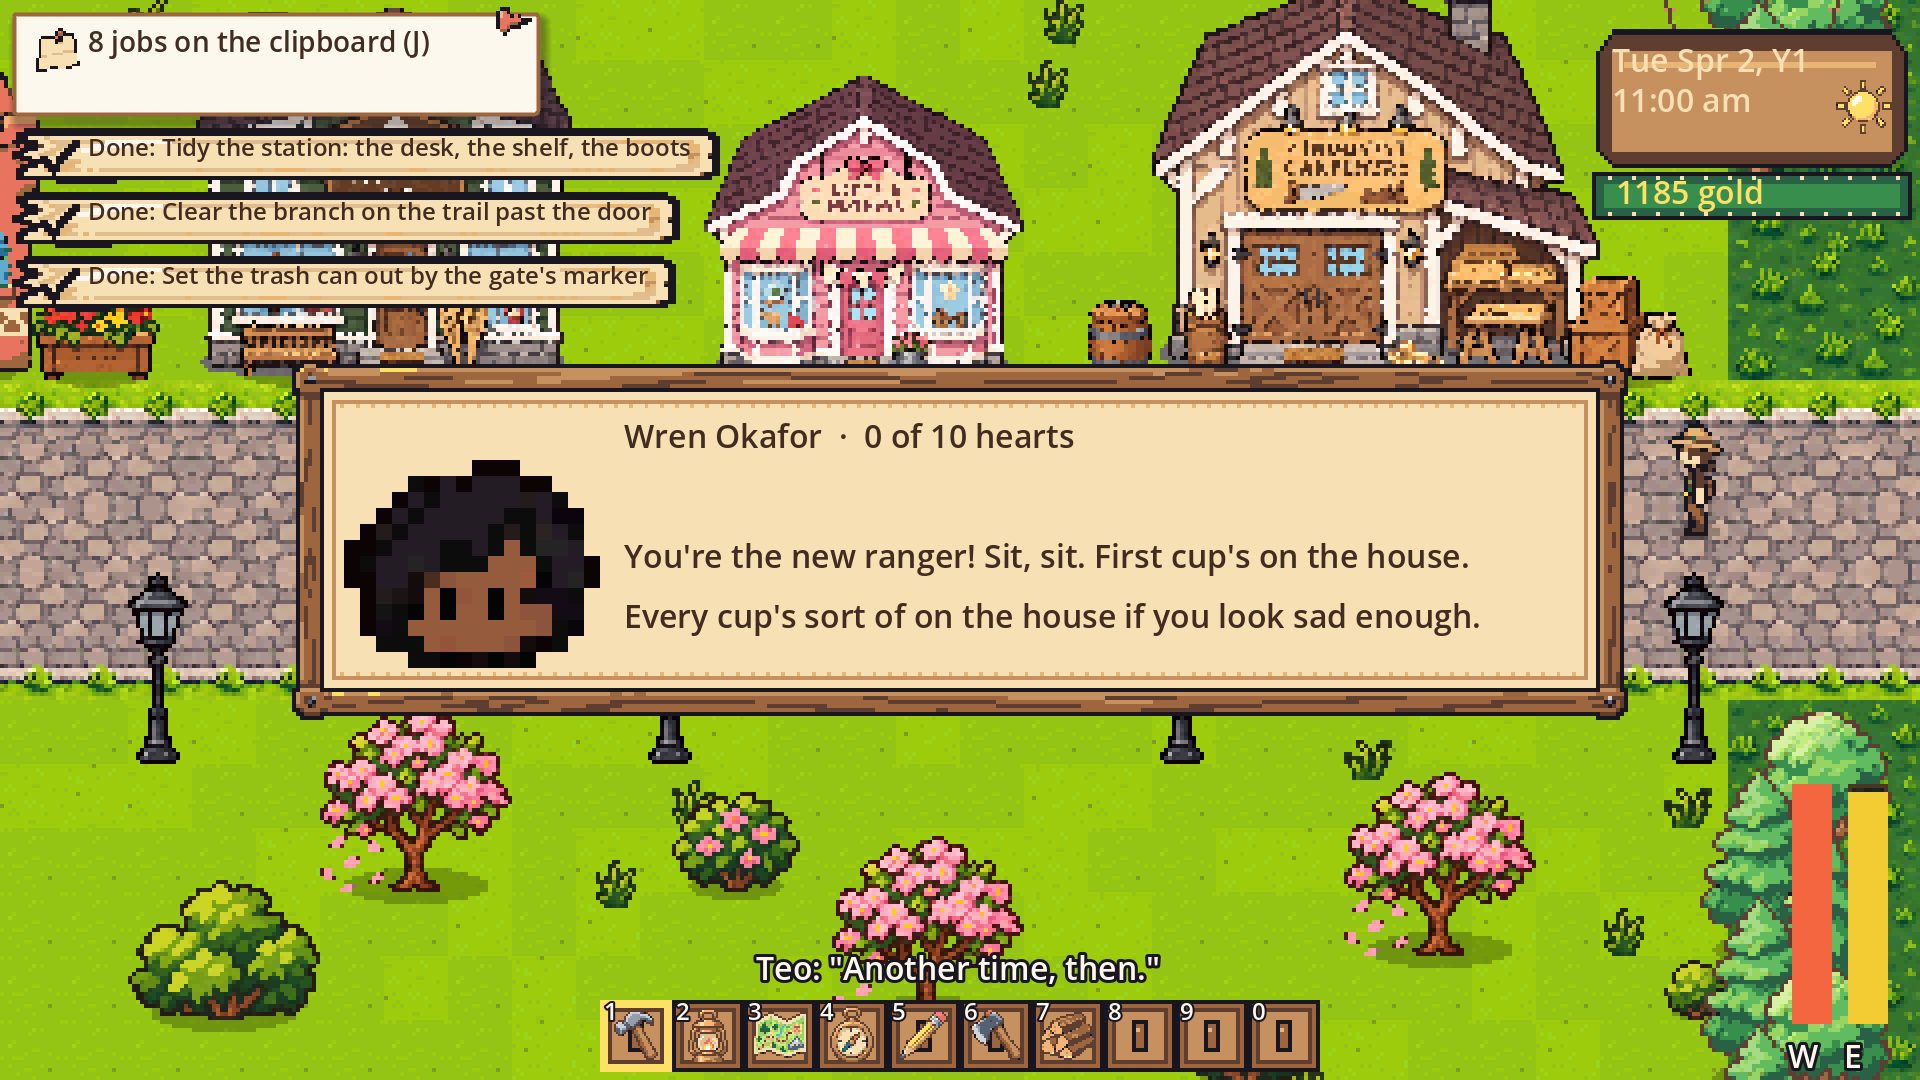 8 jobs on the clipboard (J)
Done: Tidy the station: the desk, the shelf, the boots
Done: Clear the branch on the trail past the door
Done: Set the trash can out by the gate's marker
Tue Spr 2, Y1
11:00 am
1185 gold
Wren Okafor · 0 of 10 hearts
You're the new ranger! Sit, sit. First cup's on the house.
Every cup's sort of on the house if you look sad enough.
Teo: "Another time, then."
1 2 3 4 5 6 7 8 9 0
W E